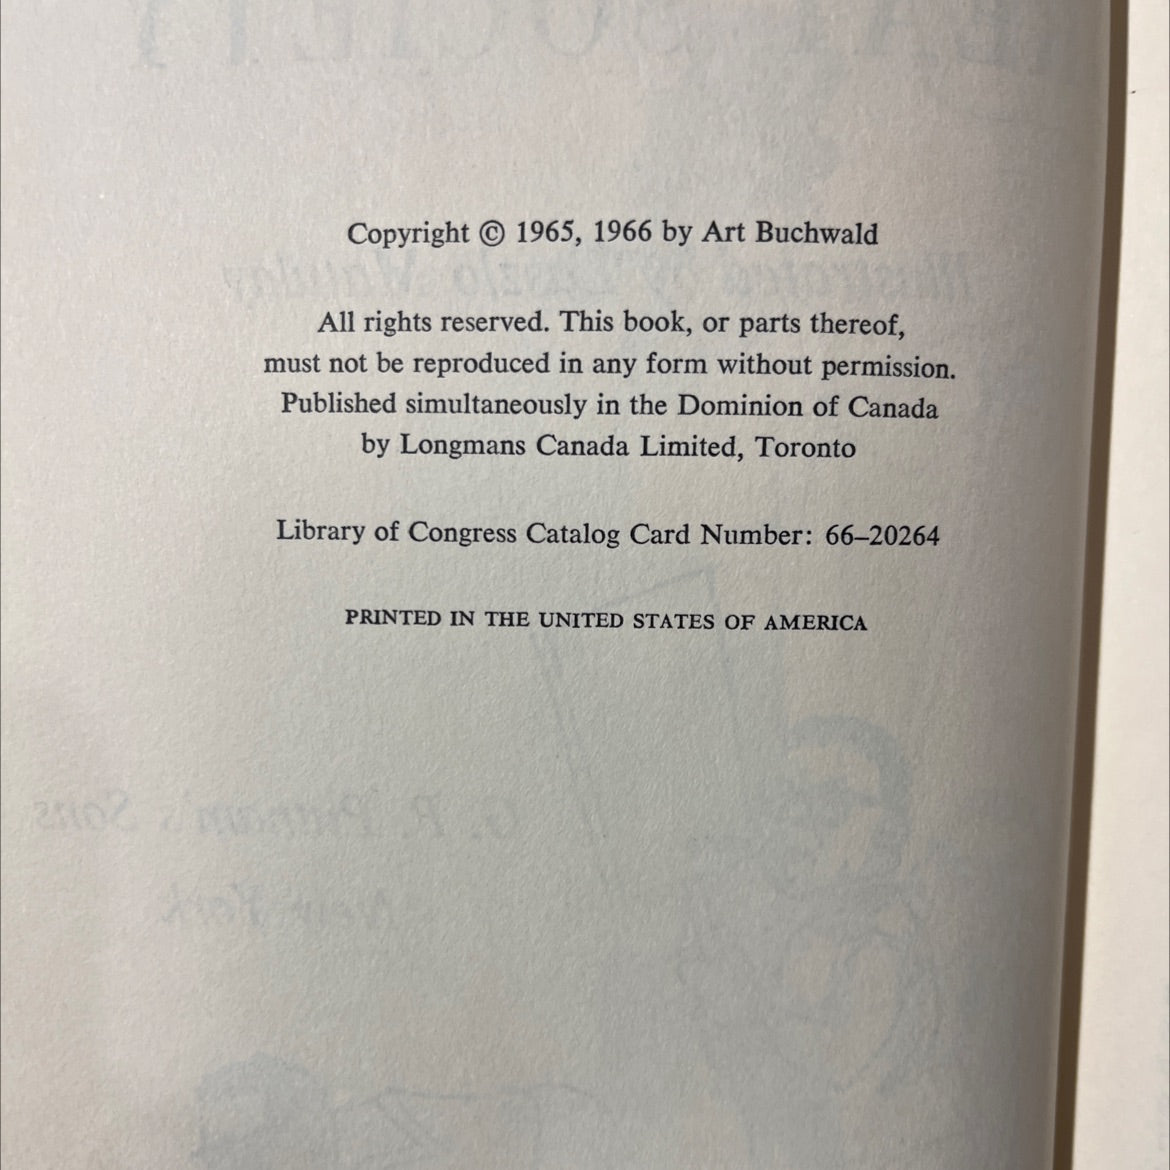 Copyright © 1965, 1966 by Art Buchwald
All rights reserved. This book, or parts thereof,
must not be reproduced in any form without permission.
Published simultaneously in the Dominion of Canada
by Longmans Canada Limited, Toronto
Library of Congress Catalog Card Number: 66–20264
PRINTED IN THE UNITED STATES OF AMERICA